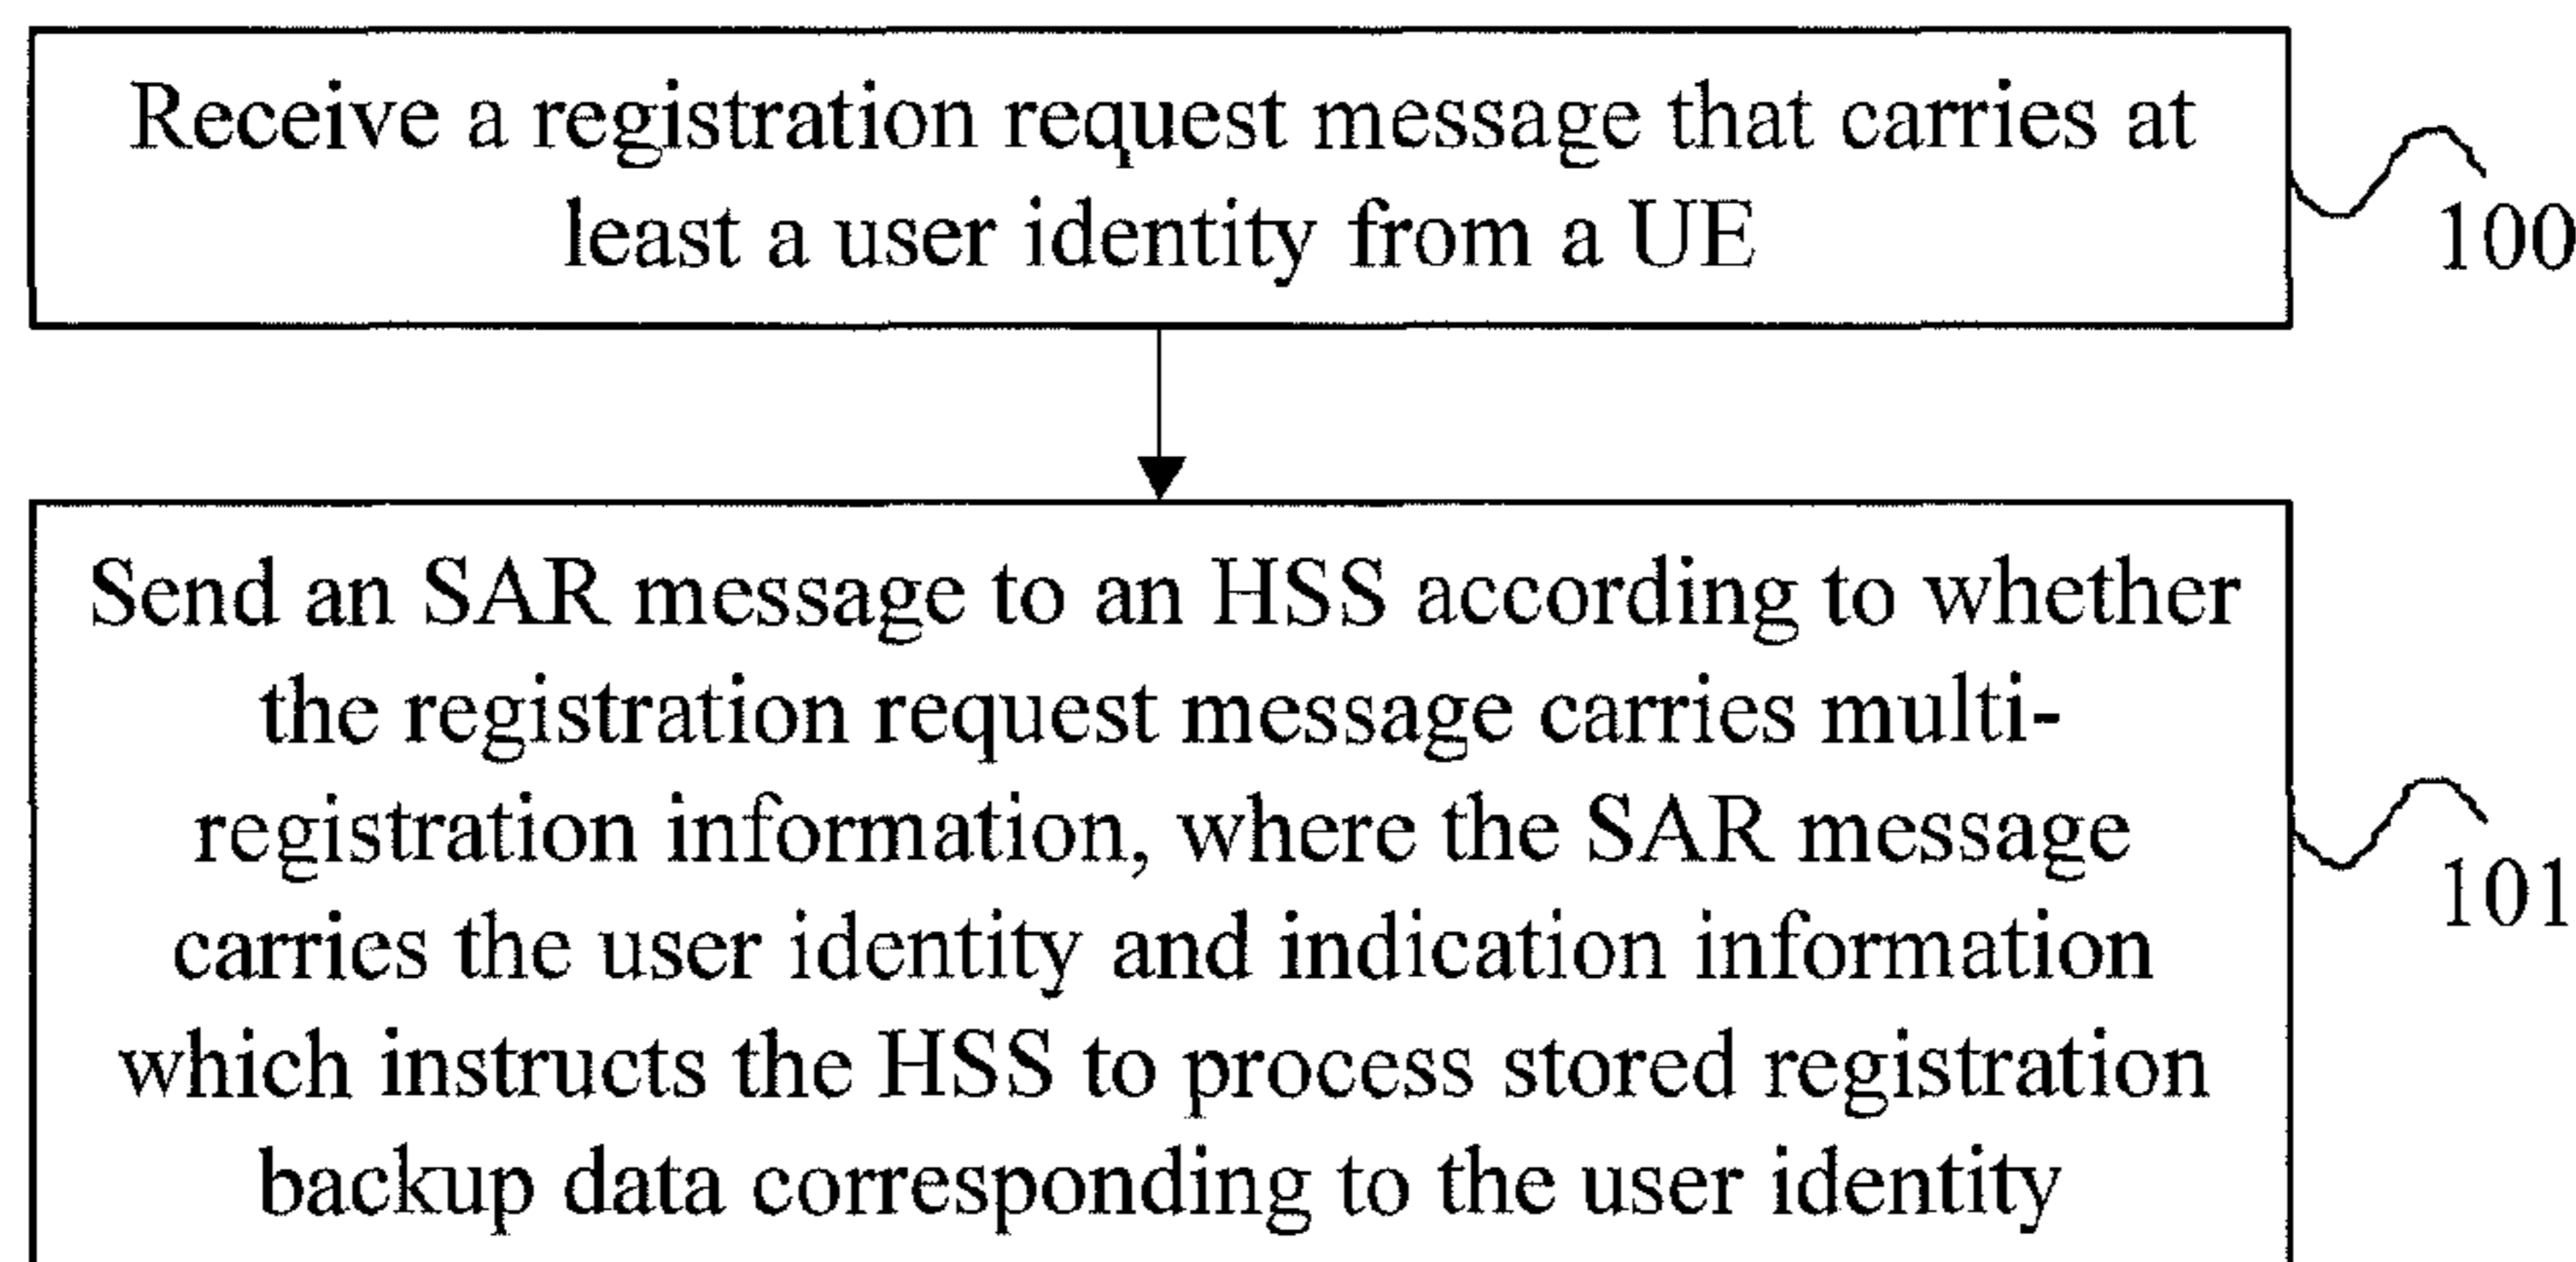 Receive a registration request message that carries at
least a user identity from a UE
100
Send an SAR message to an HSS according to whether
the registration request message carries multi-
registration information, where the SAR message
carries the user identity and indication information
which instructs the HSS to process stored registration
backup data corresponding to the user identity
101